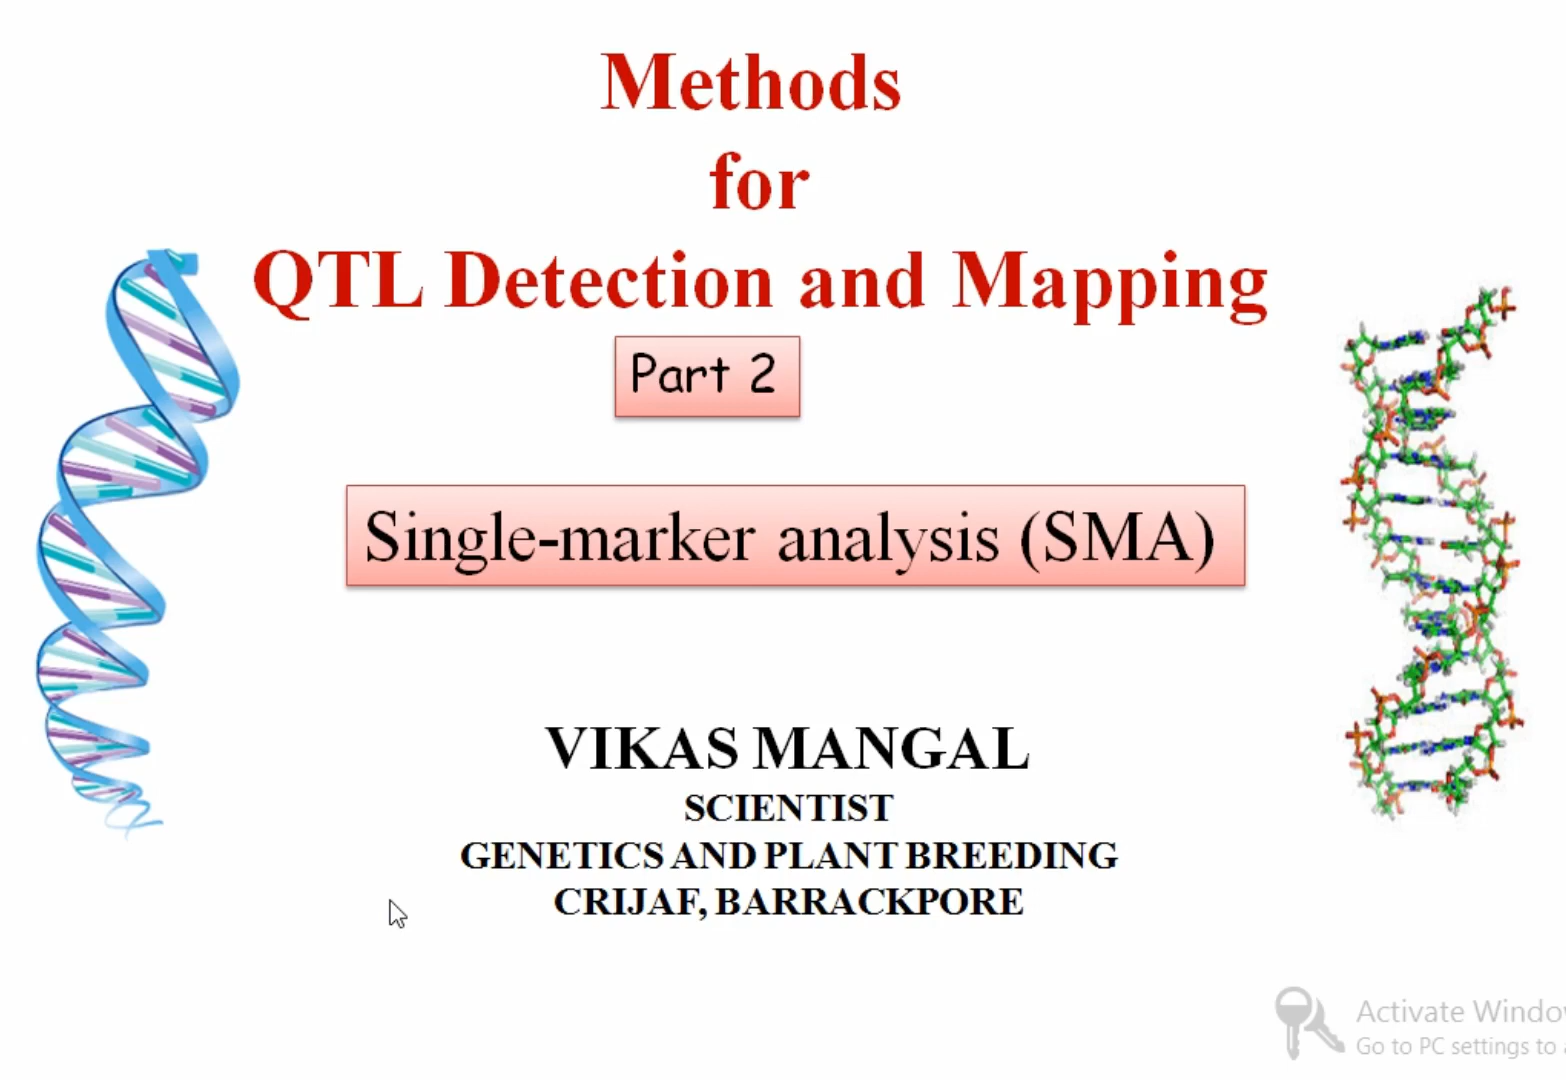 Methods
for
QTL Detection and Mapping
Part 2
Single-marker analysis (SMA)
VIKAS MANGAL
SCIENTIST
GENETICS AND PLANT BREEDING
CRIJAF, BARRACKPORE
Activate Windo
Go to PC settings to